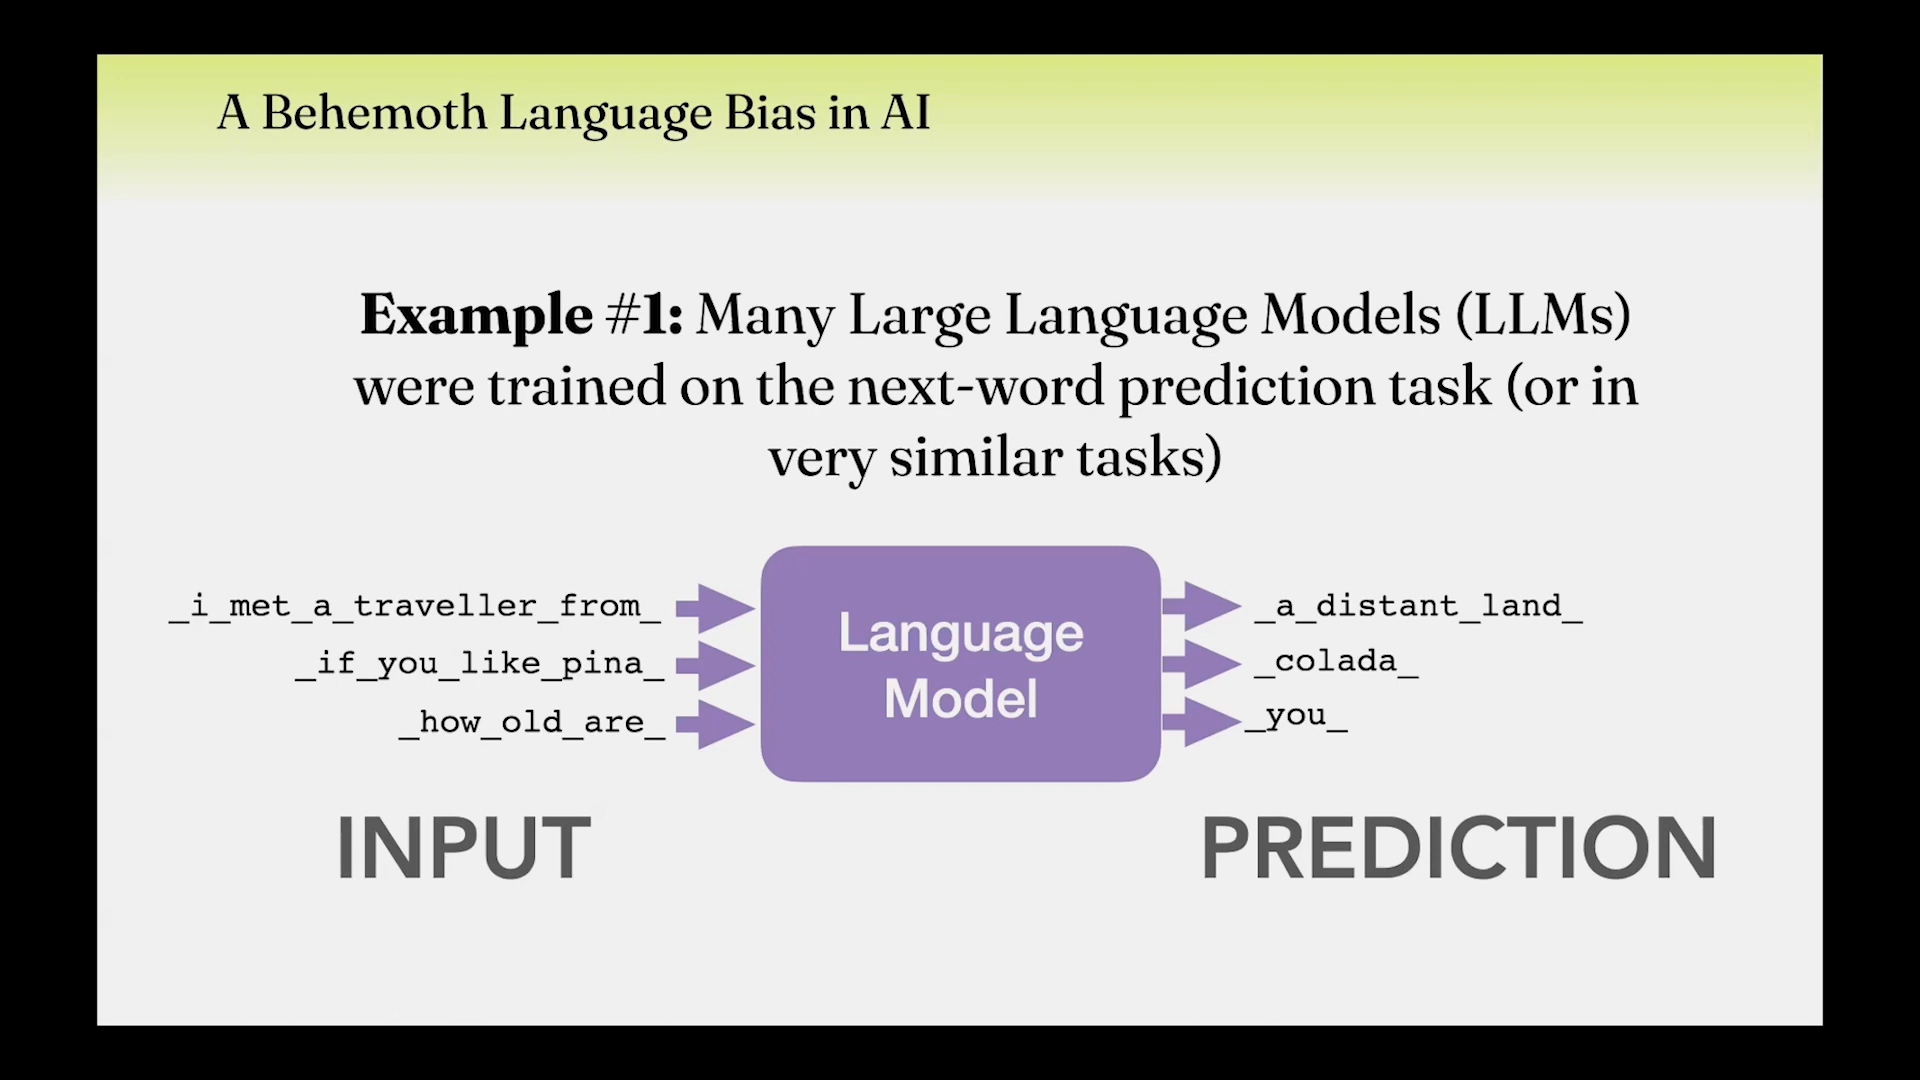 A Behemoth Language Bias in AI
Example #1: Many Large Language Models (LLMs)
were trained on the next-word prediction task (or in
very similar tasks)
_i_met_a_traveller_from_
_if_you_like_pina_
_how_old_are_
Language
Model
_a_distant_land_
_colada_
_you_
INPUT
PREDICTION